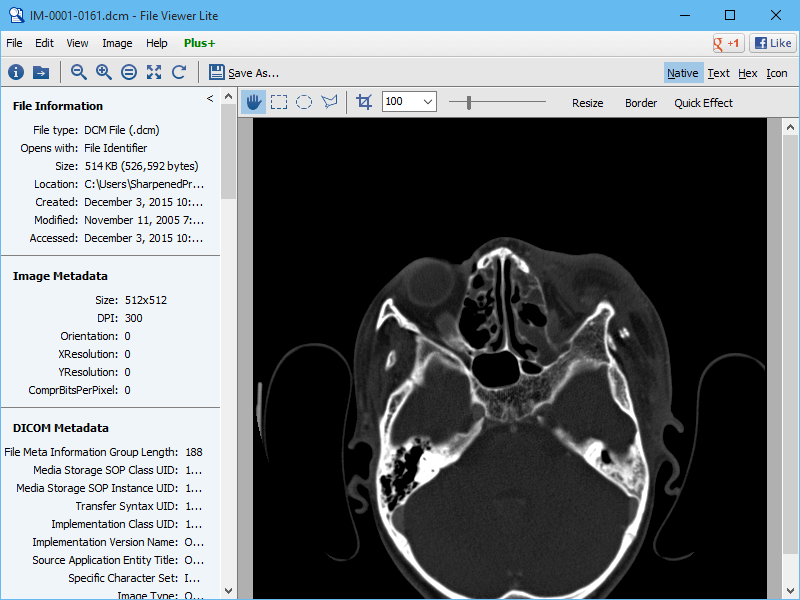 IM-0001-0161.dcm - File Viewer Lite
File Edit View Image Help Plus+
g +1 Like
Save As...
Native Text Hex Icon
File Information <
100 Resize Border Quick Effect
File type: DCM File (.dcm)
Opens with: File Identifier
Size: 514 KB (526,592 bytes)
Location: C:\Users\SharpenedPr...
Created: December 3, 2015 10:...
Modified: November 11, 2005 7:...
Accessed: December 3, 2015 10:...
Image Metadata
Size: 512x512
DPI: 300
Orientation: 0
XResolution: 0
YResolution: 0
ComprBitsPerPixel: 0
DICOM Metadata
File Meta Information Group Length: 188
Media Storage SOP Class UID: 1...
Media Storage SOP Instance UID: 1...
Transfer Syntax UID: 1...
Implementation Class UID: 1...
Implementation Version Name: O...
Source Application Entity Title: O...
Specific Character Set: I...
Image Type: O...